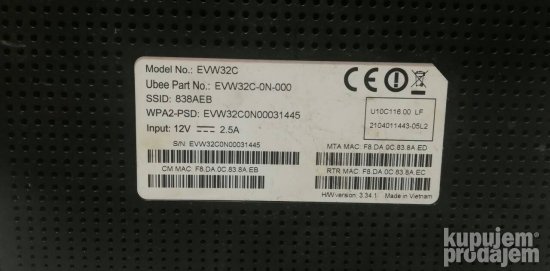 Model No.: EVW32C
Ubee Part No.: EVW32C-0N-000
SSID: 838AEB
WPA2-PSD: EVW32C0N00031445
Input: 12V ⎓ 2.5A
S/N: EVW32C0N00031445
CM MAC: F8.DA.0C.83.8A.EB
U10C116.00 LF
2104011443-05L2
MTA MAC: F8.DA.0C.83.8A.ED
RTR MAC: F8.DA.0C.83.8A.EC
H/W version: 3.34.1 Made in Vietnam
kupujem
prodajem